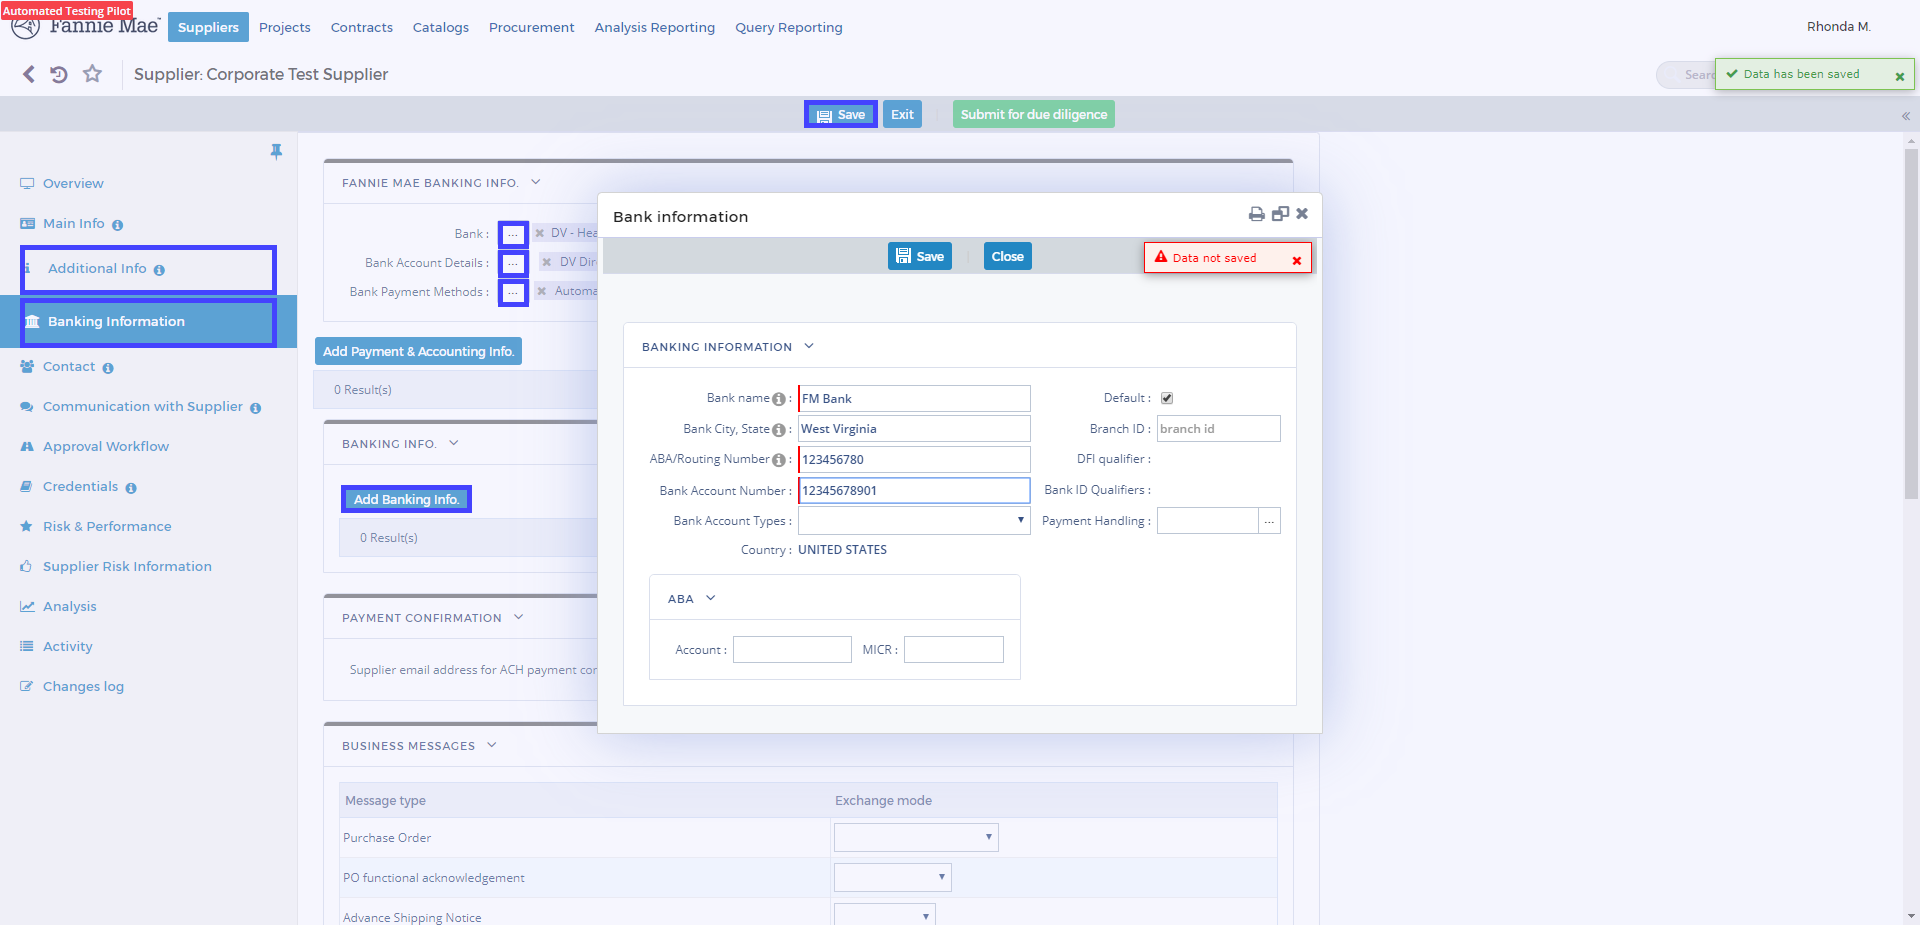 Automated Testing Pilot
Fannie Mae
Suppliers Projects Contracts Catalogs Procurement Analysis Reporting Query Reporting
Rhonda M.
Supplier: Corporate Test Supplier
Data has been saved
Save Exit Submit for due diligence
Overview
Main Info
Additional Info
Banking Information
Contact
Communication with Supplier
Approval Workflow
Credentials
Risk & Performance
Supplier Risk Information
Analysis
Activity
Changes log
FANNIE MAE BANKING INFO.
Bank : ... DV - Hea
Bank Account Details : ... DV Dir
Bank Payment Methods : ... Automa
Add Payment & Accounting Info.
0 Result(s)
BANKING INFO.
Add Banking Info.
0 Result(s)
PAYMENT CONFIRMATION
Supplier email address for ACH payment con
BUSINESS MESSAGES
Message type Exchange mode
Purchase Order
PO functional acknowledgement
Advance Shipping Notice
Bank information
Save Close
Data not saved
BANKING INFORMATION
Bank name : FM Bank Default :
Bank City, State : West Virginia Branch ID : branch id
ABA/Routing Number : 123456780 DFI qualifier :
Bank Account Number : 12345678901 Bank ID Qualifiers :
Bank Account Types : Payment Handling : ...
Country : UNITED STATES
ABA
Account : MICR :